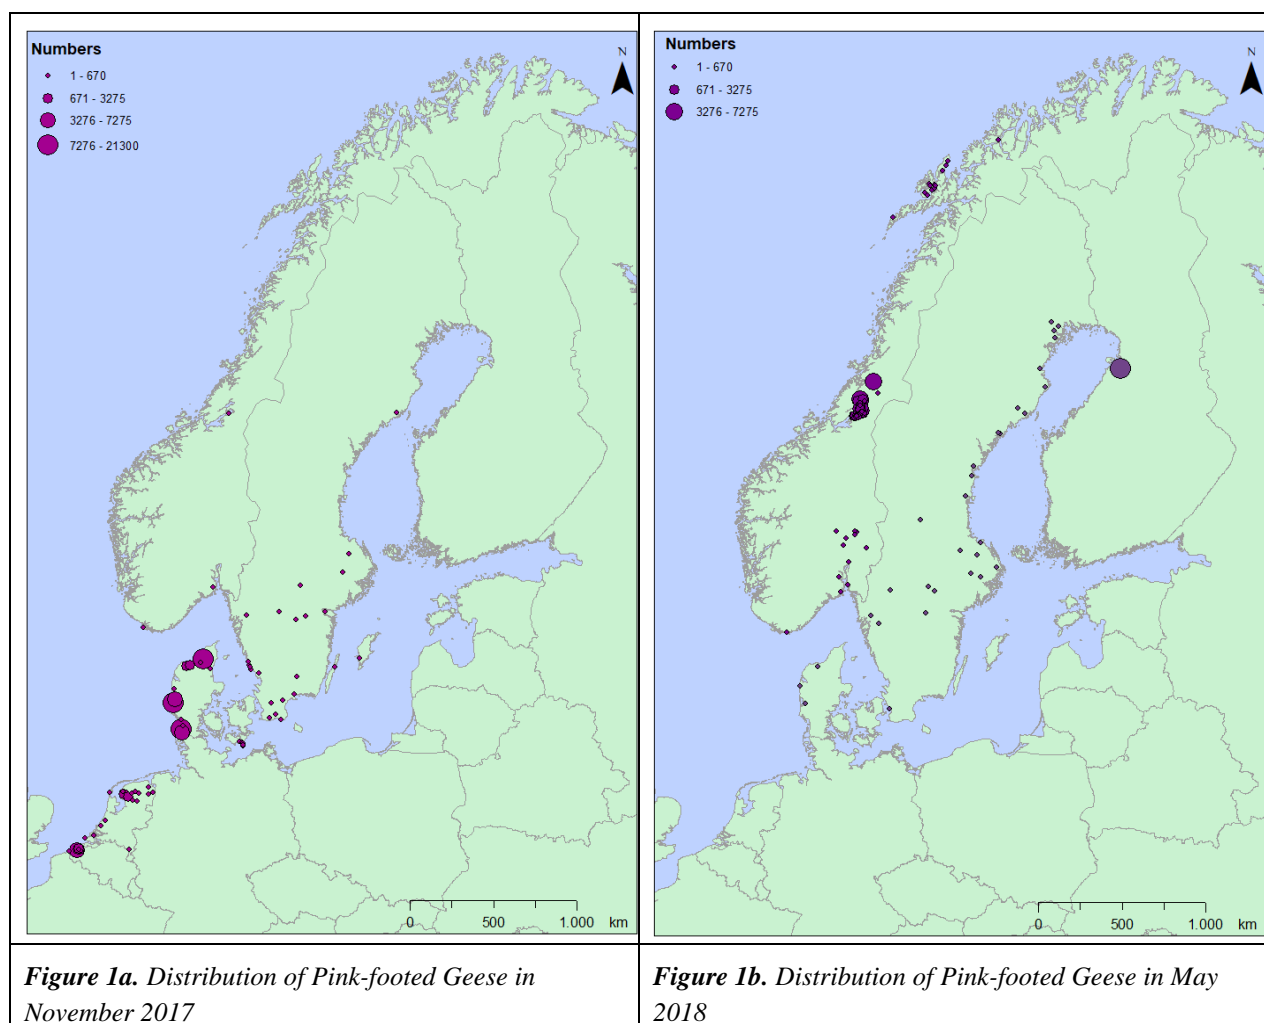 Numbers
1 - 670
671 - 3275
3276 - 7275
7276 - 21300
N
0 500 1.000 km
Figure 1a. Distribution of Pink-footed Geese in
November 2017
Numbers
1 - 670
671 - 3275
3276 - 7275
N
0 500 1.000 km
Figure 1b. Distribution of Pink-footed Geese in May
2018